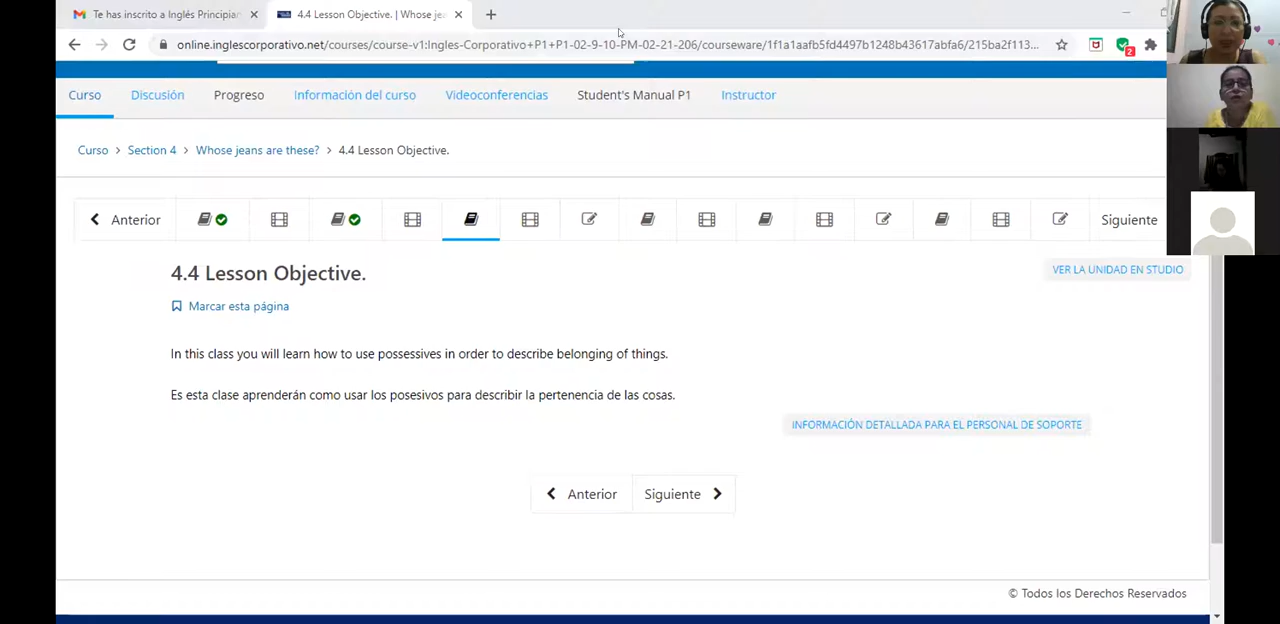 Te has inscrito a Inglés Principian
4.4 Lesson Objective. | Whose je
online.inglescorporativo.net/courses/course-v1:Ingles-Corporativo+P1+P1-02-9-10-PM-02-21-206/courseware/1f1a1aafb5fd4497b1248b43617abfa6/215ba2f113...
2
Curso
Discusión
Progreso
Información del curso
Videoconferencias
Student's Manual P1
Instructor
Curso > Section 4 > Whose jeans are these? > 4.4 Lesson Objective.
Anterior
Siguiente
4.4 Lesson Objective.
VER LA UNIDAD EN STUDIO
Marcar esta página
In this class you will learn how to use possessives in order to describe belonging of things.
Es esta clase aprenderán como usar los posesivos para describir la pertenencia de las cosas.
INFORMACIÓN DETALLADA PARA EL PERSONAL DE SOPORTE
Anterior
Siguiente
© Todos los Derechos Reservados